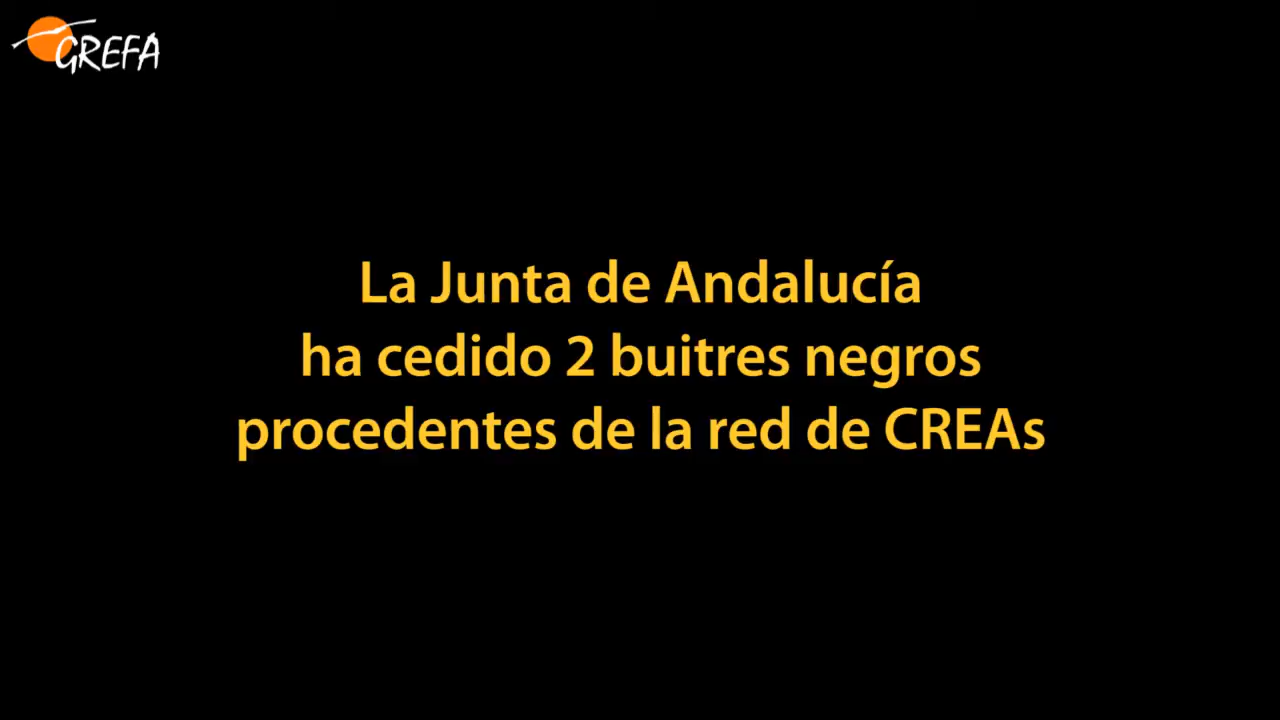 GREFA
La Junta de Andalucía
ha cedido 2 buitres negros
procedentes de la red de CREAs